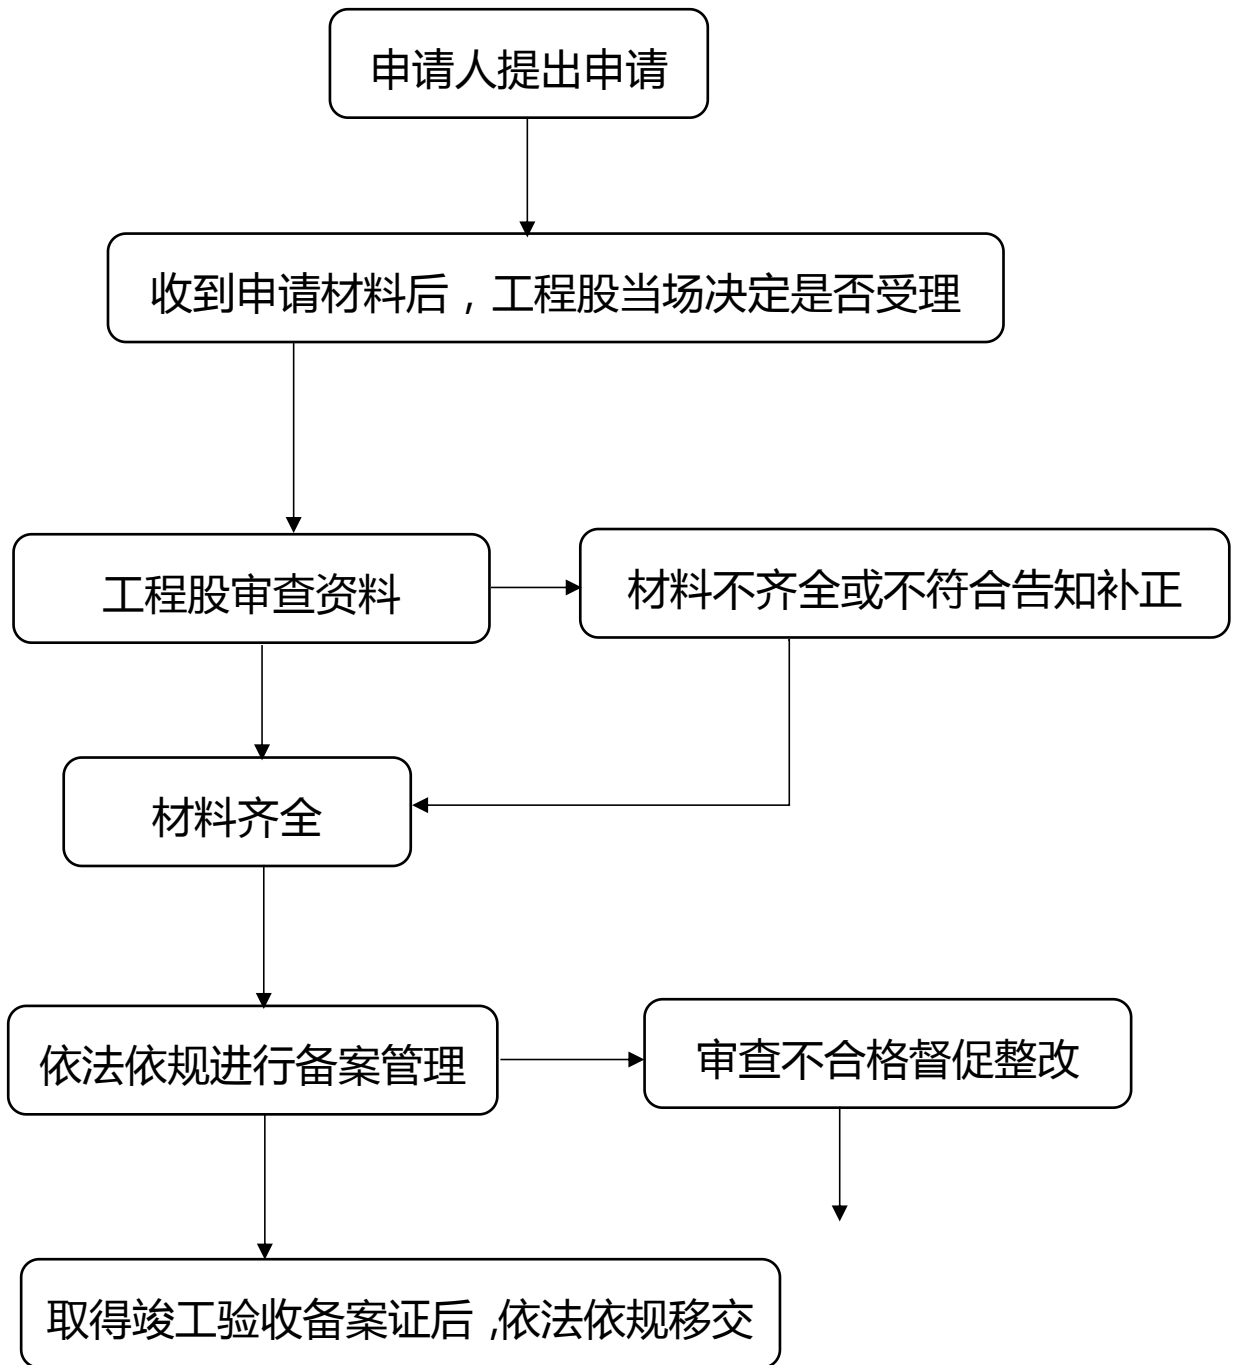 申请人提出申请
收到申请材料后，工程股当场决定是否受理
工程股审查资料
材料不齐全或不符合告知补正
材料齐全
依法依规进行备案管理
审查不合格督促整改
取得竣工验收备案证后 ,依法依规移交